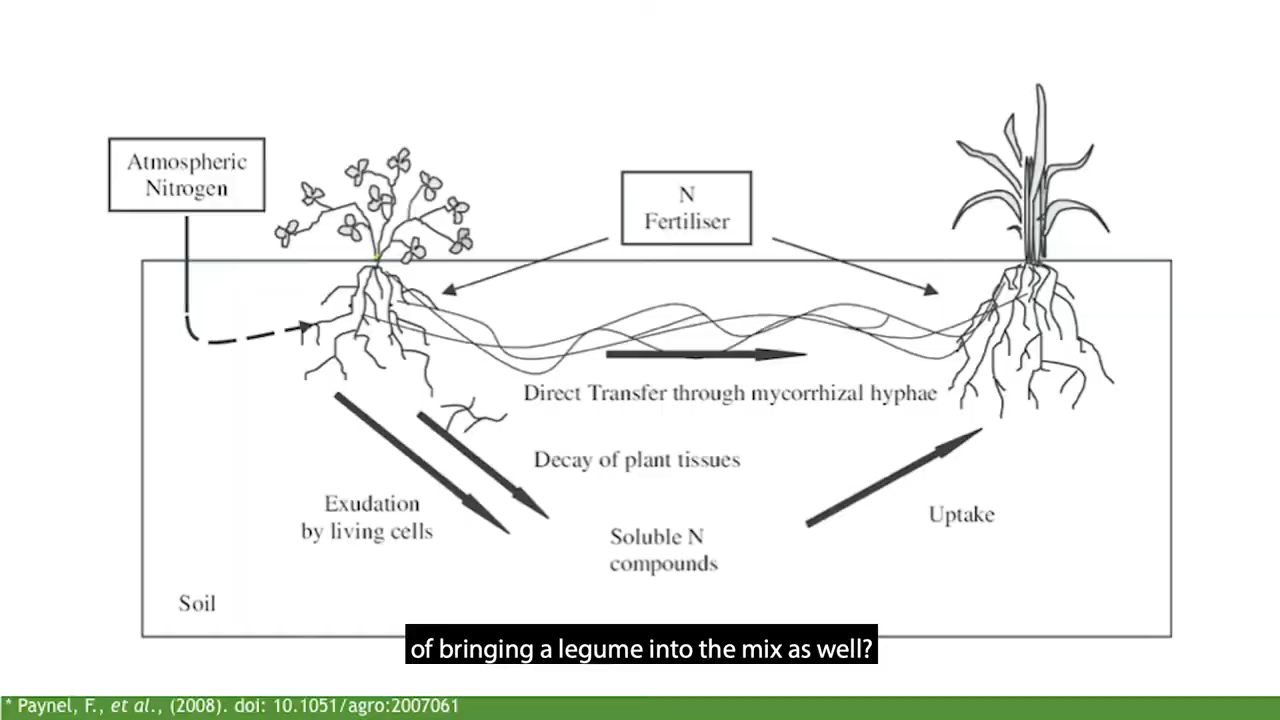 Atmospheric
Nitrogen
N
Fertiliser
Direct Transfer through mycorrhizal hyphae
Decay of plant tissues
Exudation
by living cells
Soluble N
compounds
Uptake
Soil
of bringing a legume into the mix as well?
* Paynel, F., et al., (2008). doi: 10.1051/agro:2007061